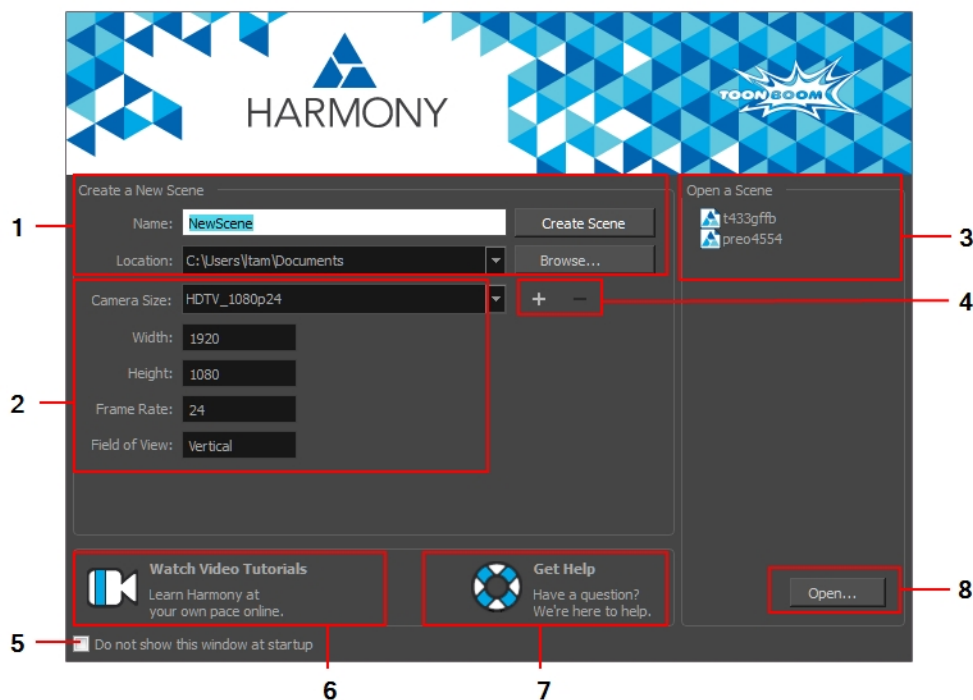 HARMONY
TOON BOOM
Create a New Scene
Open a Scene
1
Name: NewScene Create Scene
t433gffb
preo4554
3
Location: C:\Users\ltam\Documents Browse...
Camera Size: HDTV_1080p24 + −
4
Width: 1920
Height: 1080
2
Frame Rate: 24
Field of View: Vertical
Watch Video Tutorials
Learn Harmony at
your own pace online.
Get Help
Have a question?
We're here to help.
Open...
8
5
Do not show this window at startup
6
7